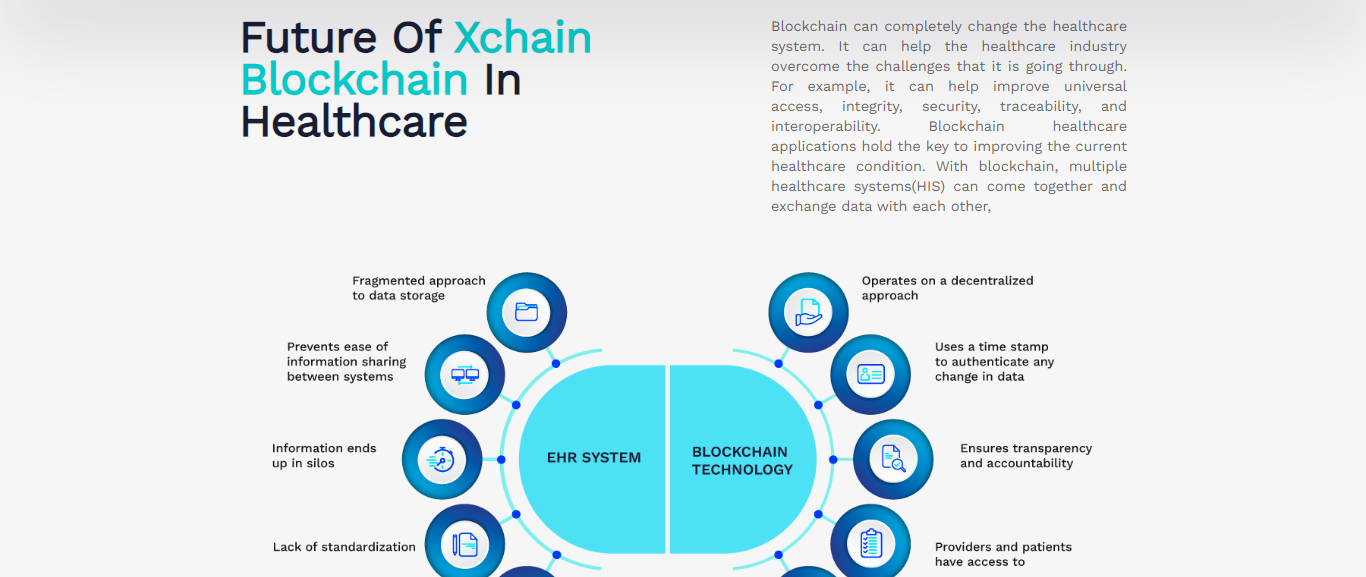 Future Of Xchain
Blockchain In
Healthcare
Blockchain can completely change the healthcare
system. It can help the healthcare industry
overcome the challenges that it is going through.
For example, it can help improve universal
access, integrity, security, traceability, and
interoperability. Blockchain healthcare
applications hold the key to improving the current
healthcare condition. With blockchain, multiple
healthcare systems(HIS) can come together and
exchange data with each other,
Fragmented approach
to data storage
Prevents ease of
information sharing
between systems
Information ends
up in silos
Lack of standardization
EHR SYSTEM
BLOCKCHAIN
TECHNOLOGY
Operates on a decentralized
approach
Uses a time stamp
to authenticate any
change in data
Ensures transparency
and accountability
Providers and patients
have access to